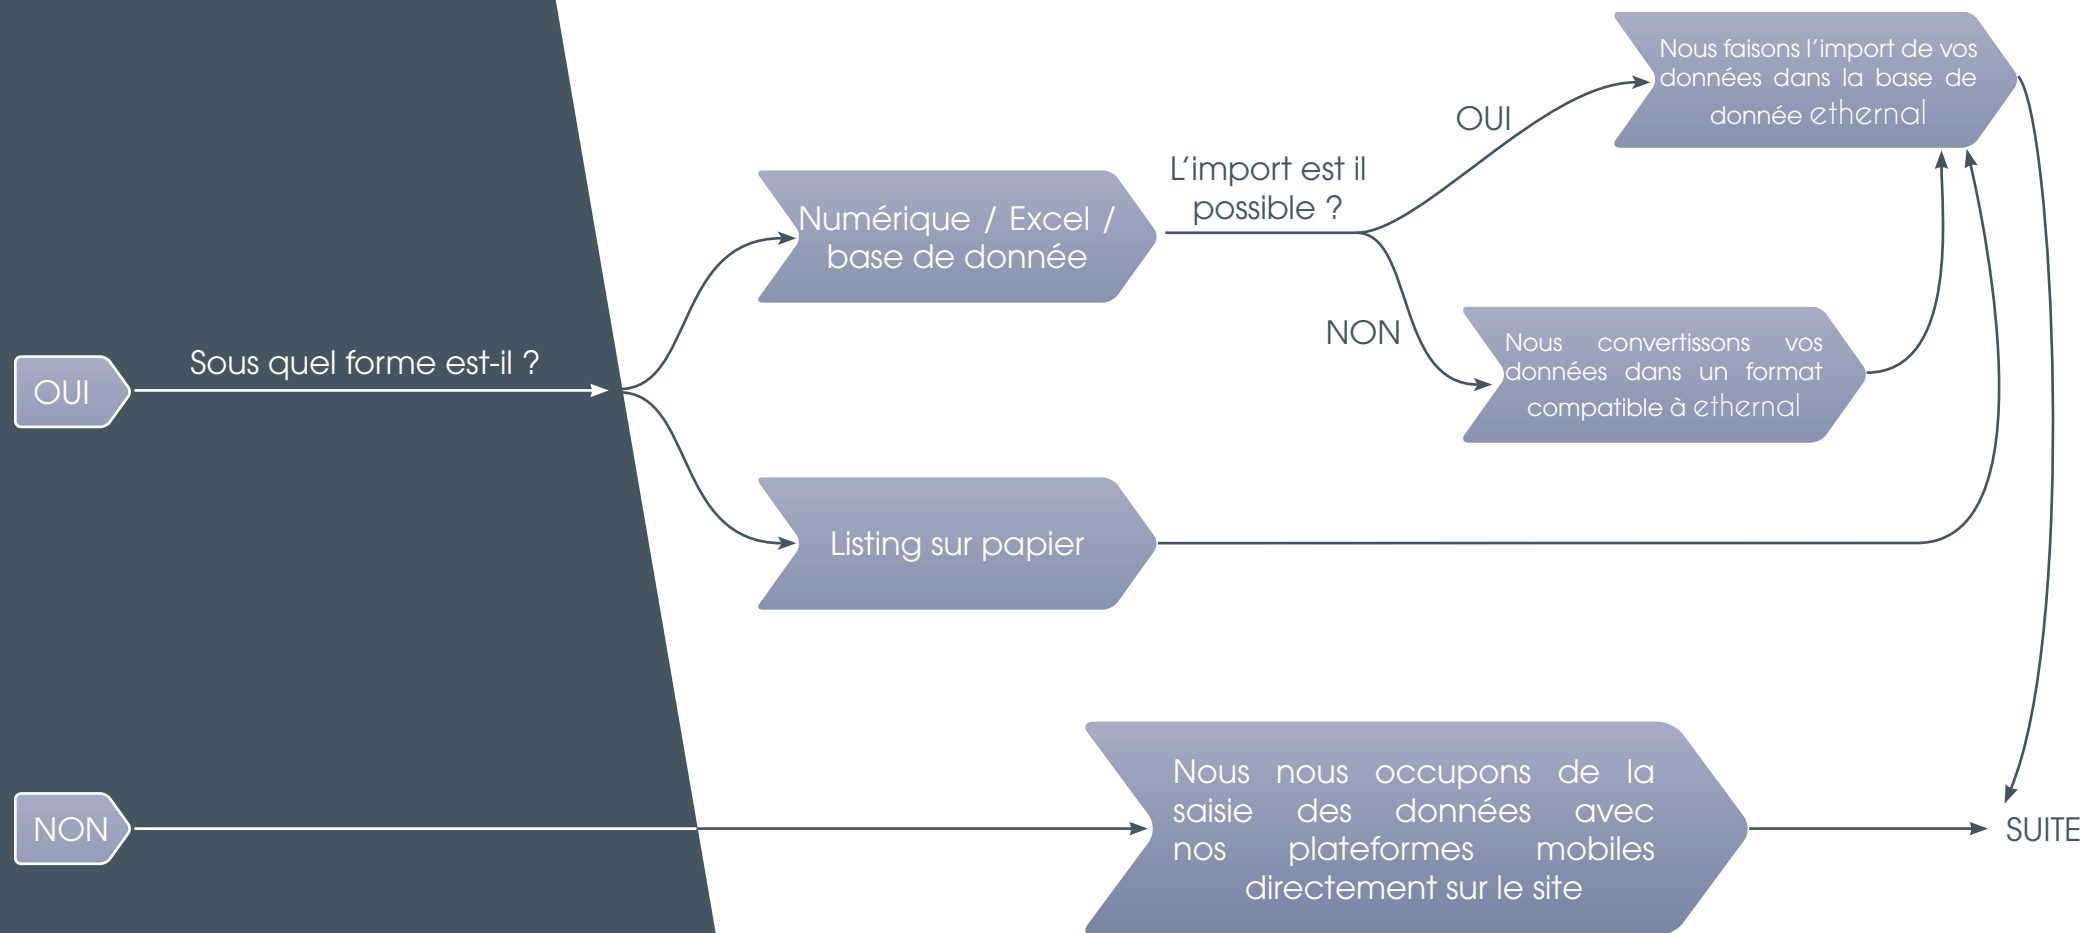 OUI
Sous quel forme est-il ?
Numérique / Excel /
base de donnée
L'import est il
possible ?
OUI
Nous faisons l'import de vos
données dans la base de
donnée ethernal
NON
Nous convertissons vos
données dans un format
compatible à ethernal
Listing sur papier
NON
Nous nous occupons de la
saisie des données avec
nos plateformes mobiles
directement sur le site
SUITE